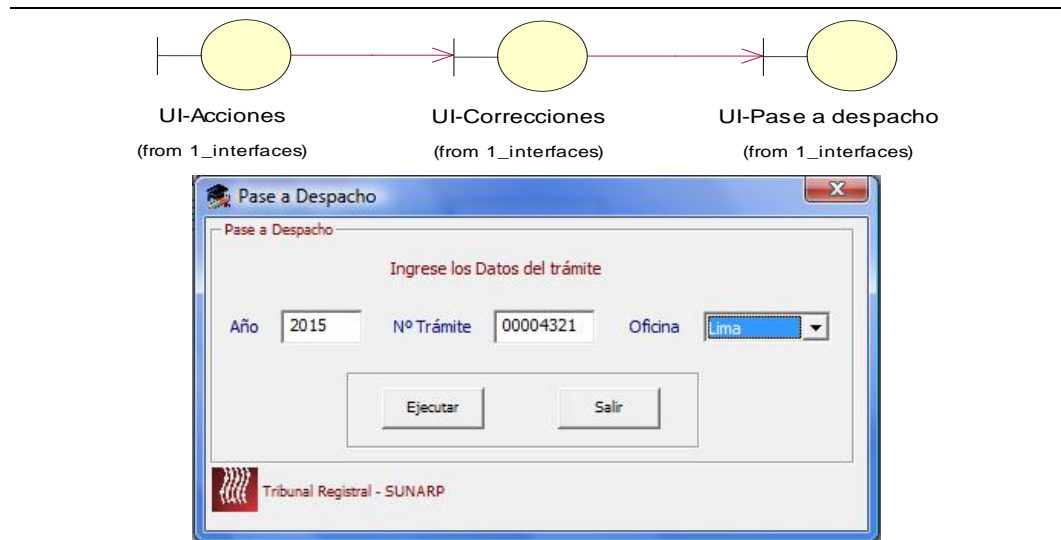 UI-Acciones UI-Correcciones UI-Pase a despacho
(from 1_interfaces) (from 1_interfaces) (from 1_interfaces)
Pase a Despacho
Pase a Despacho
Ingrese los Datos del trámite
Año 2015 Nº Trámite 00004321 Oficina Lima
Ejecutar Salir
Tribunal Registral - SUNARP